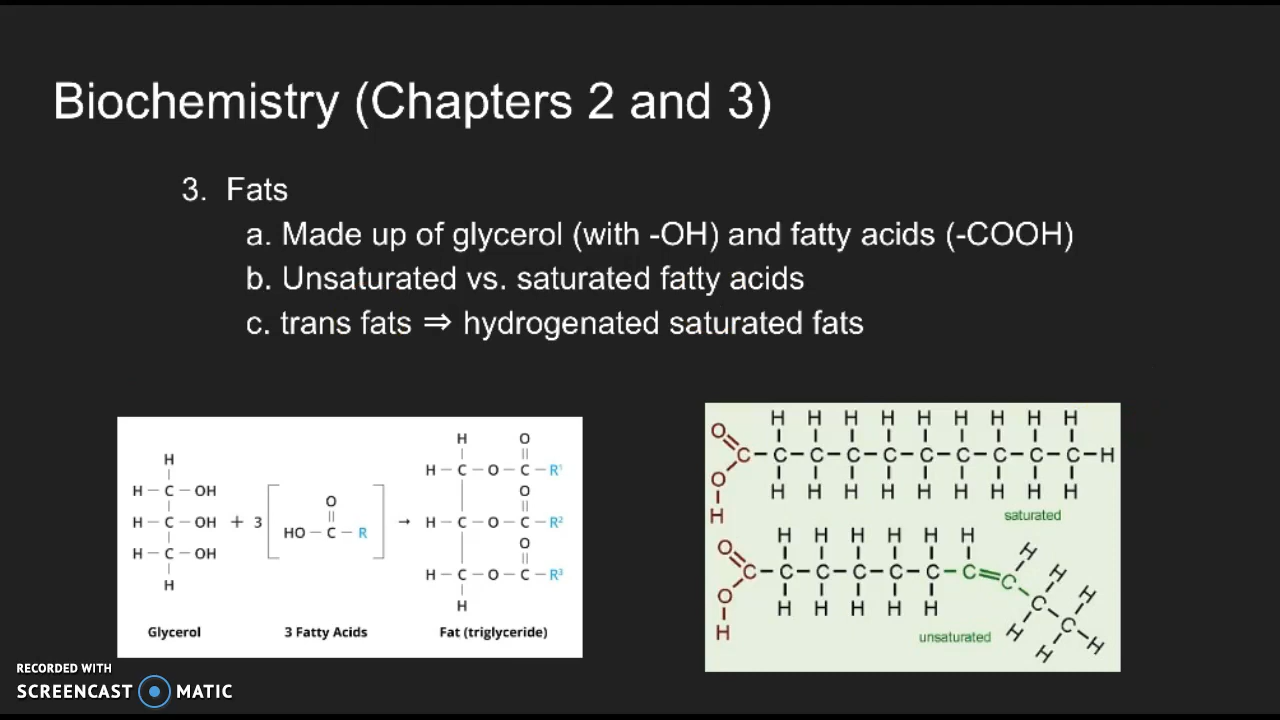 Biochemistry (Chapters 2 and 3)
3. Fats
a. Made up of glycerol (with -OH) and fatty acids (-COOH)
b. Unsaturated vs. saturated fatty acids
c. trans fats ⇒ hydrogenated saturated fats
H
H – C – OH
H – C – OH
H – C – OH
H
Glycerol
+ 3
O
HO – C – R
3 Fatty Acids
→
H O
H – C – O – C – R¹
O
H – C – O – C – R²
O
H – C – O – C – R³
H
Fat (triglyceride)
H H H H H H H H H
O
C – C – C – C – C – C – C – C – C – C – H
O
H H H H H H H H H
H
saturated
H H H H H H
O H
C – C – C – C – C – C – C = C H
O C H
H H H H H C
H H H H
unsaturated
RECORDED WITH
SCREENCAST MATIC